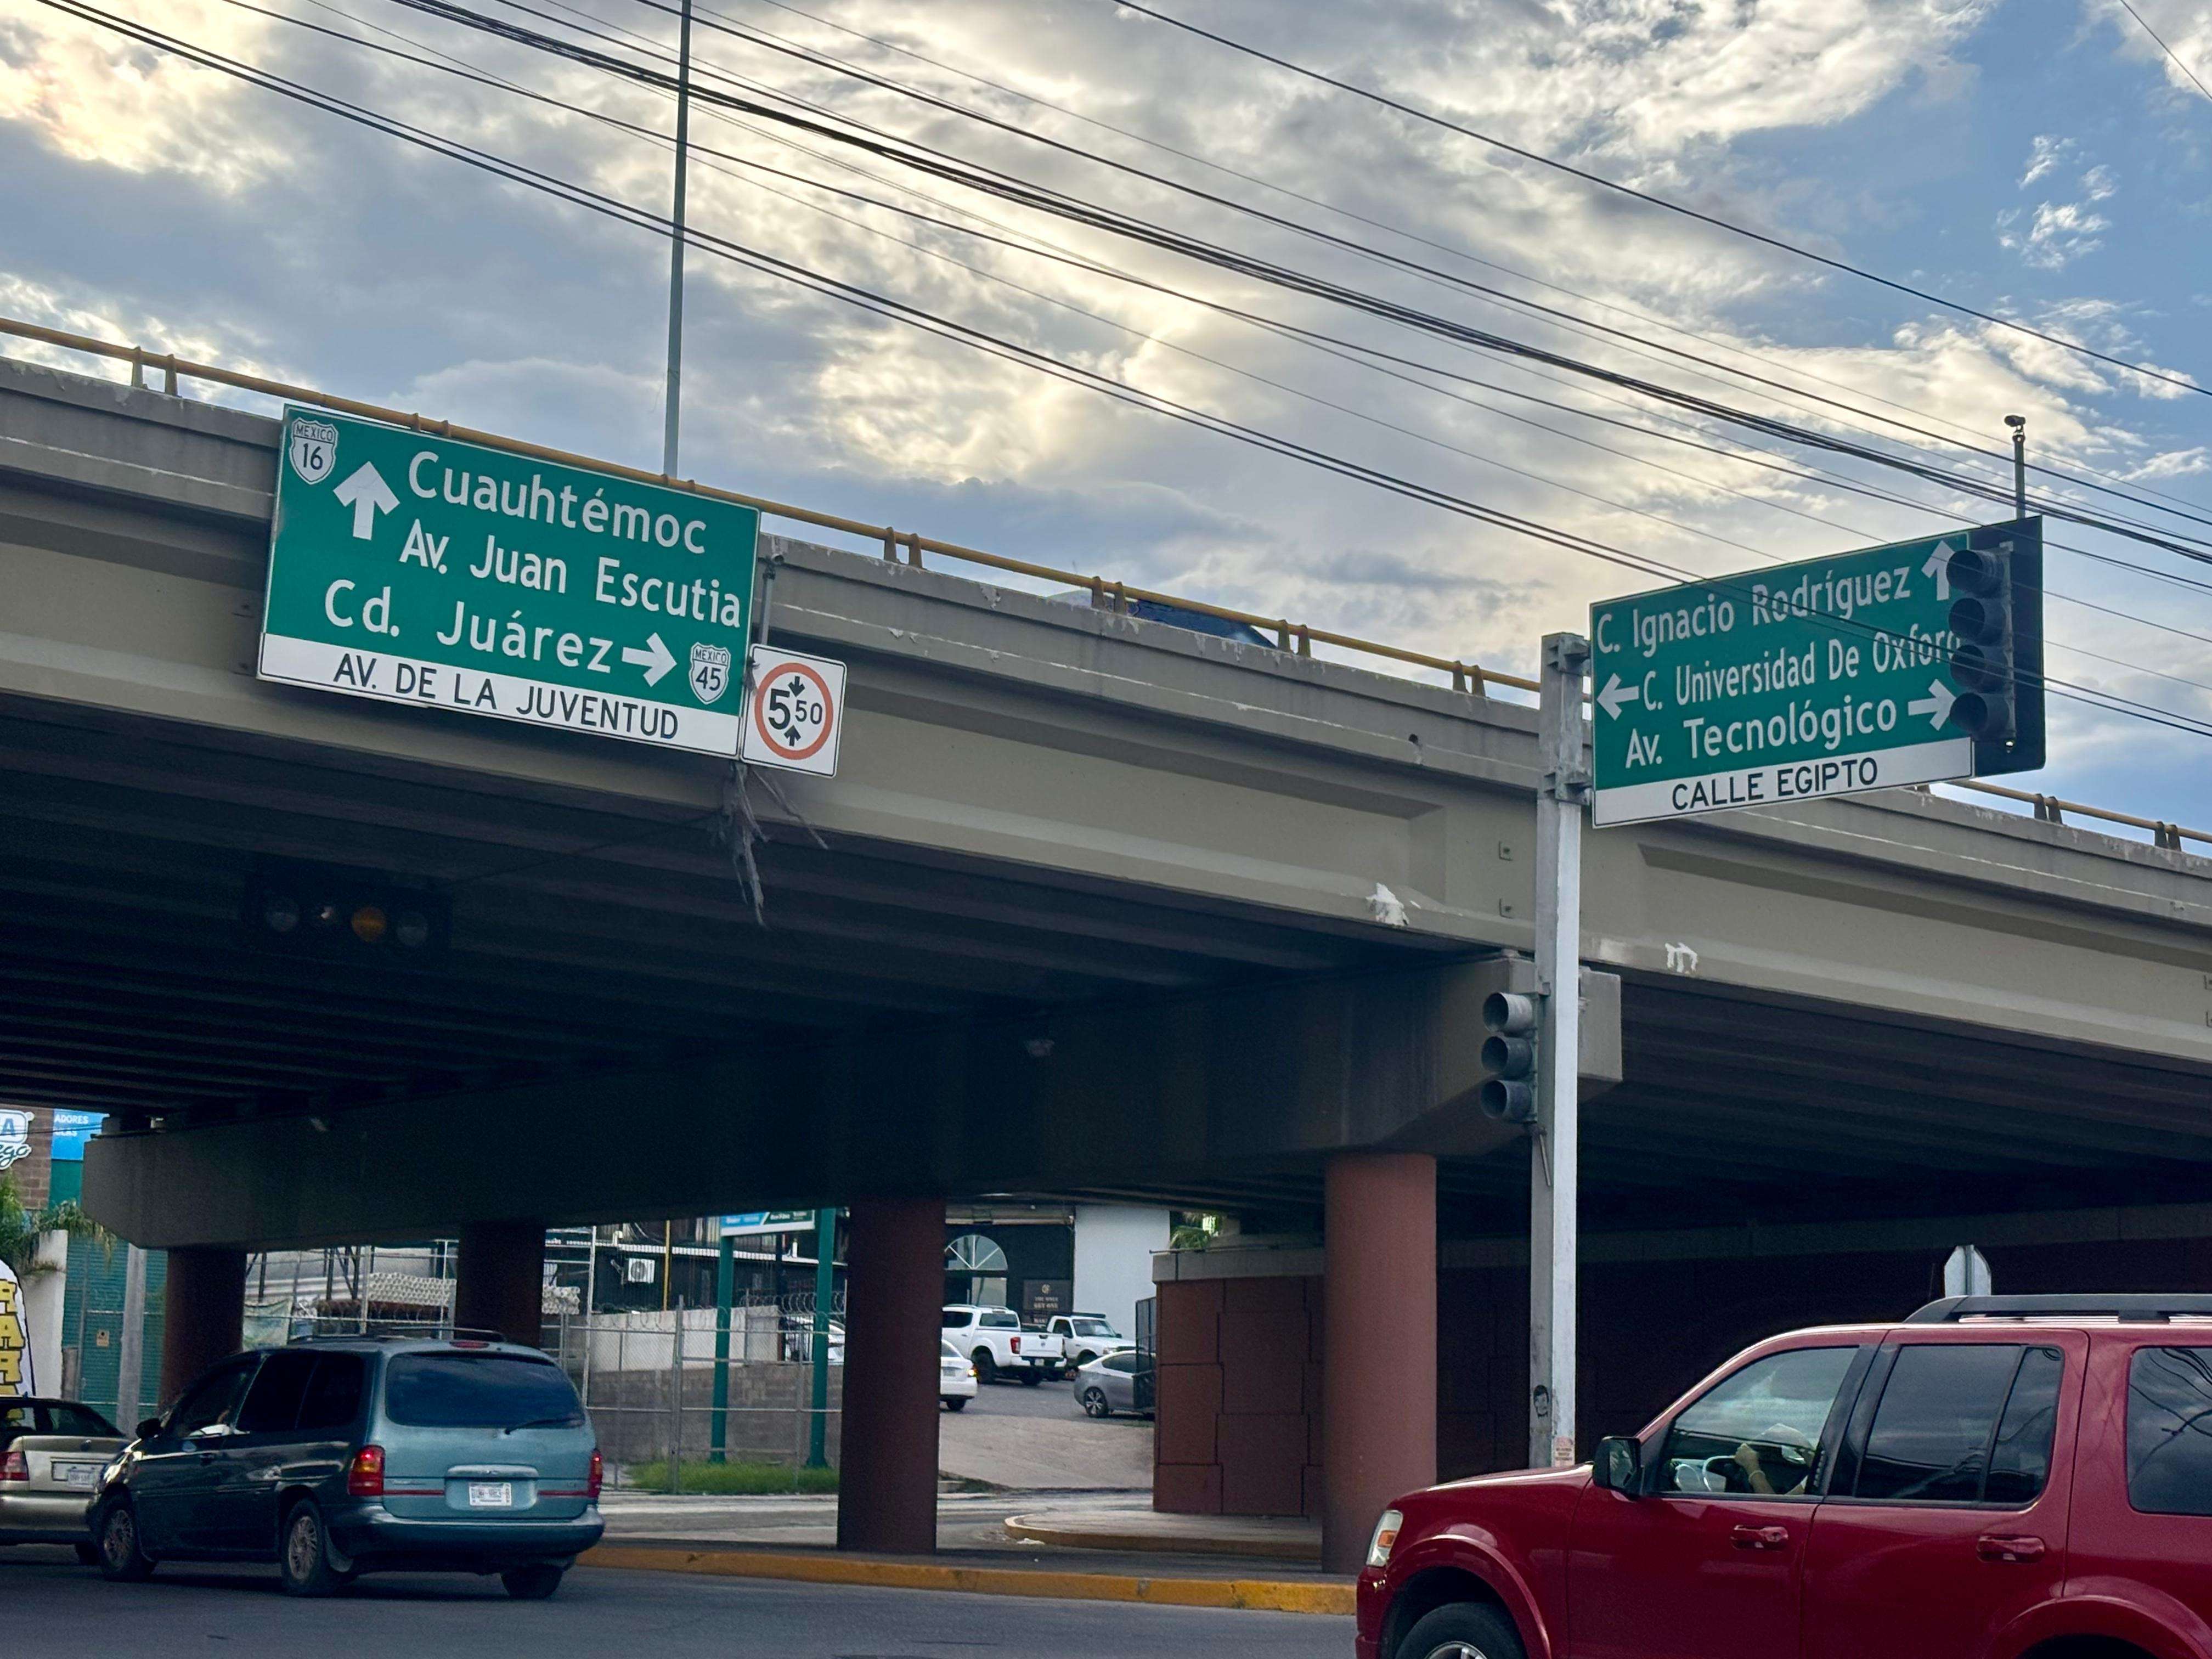 MEXICO
16
Cuauhtémoc
Av. Juan Escutia
Cd. Juárez
MEXICO
45
AV. DE LA JUVENTUD
5 50
C. Ignacio Rodríguez
C. Universidad De Oxford
Av. Tecnológico
CALLE EGIPTO
ADORES